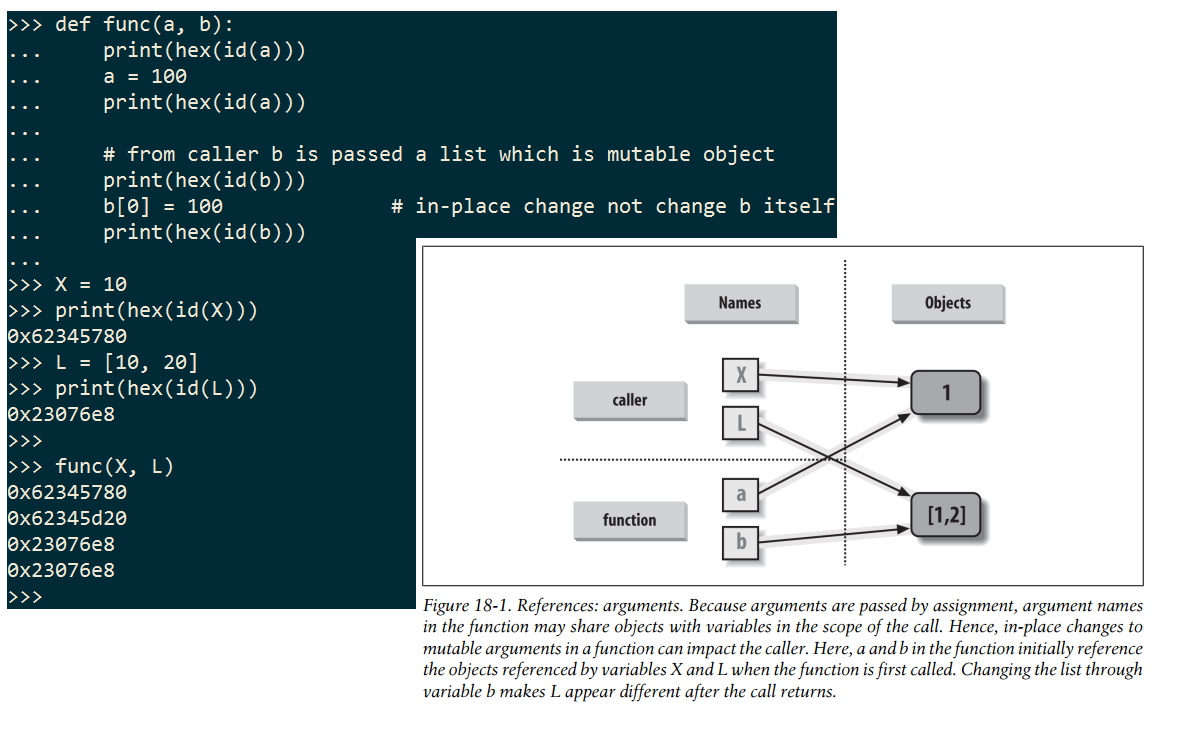 >>> def func(a, b):
...     print(hex(id(a)))
...     a = 100
...     print(hex(id(a)))
...
...     # from caller b is passed a list which is mutable object
...     print(hex(id(b)))
...     b[0] = 100              # in-place change not change b itself
...     print(hex(id(b)))
...
>>> X = 10
>>> print(hex(id(X)))
0x62345780
>>> L = [10, 20]
>>> print(hex(id(L)))
0x23076e8
>>>
>>> func(X, L)
0x62345780
0x62345d20
0x23076e8
0x23076e8
>>>
Names
Objects
caller
X
L
1
function
a
b
[1,2]
Figure 18-1. References: arguments. Because arguments are passed by assignment, argument names
in the function may share objects with variables in the scope of the call. Hence, in-place changes to
mutable arguments in a function can impact the caller. Here, a and b in the function initially reference
the objects referenced by variables X and L when the function is first called. Changing the list through
variable b makes L appear different after the call returns.